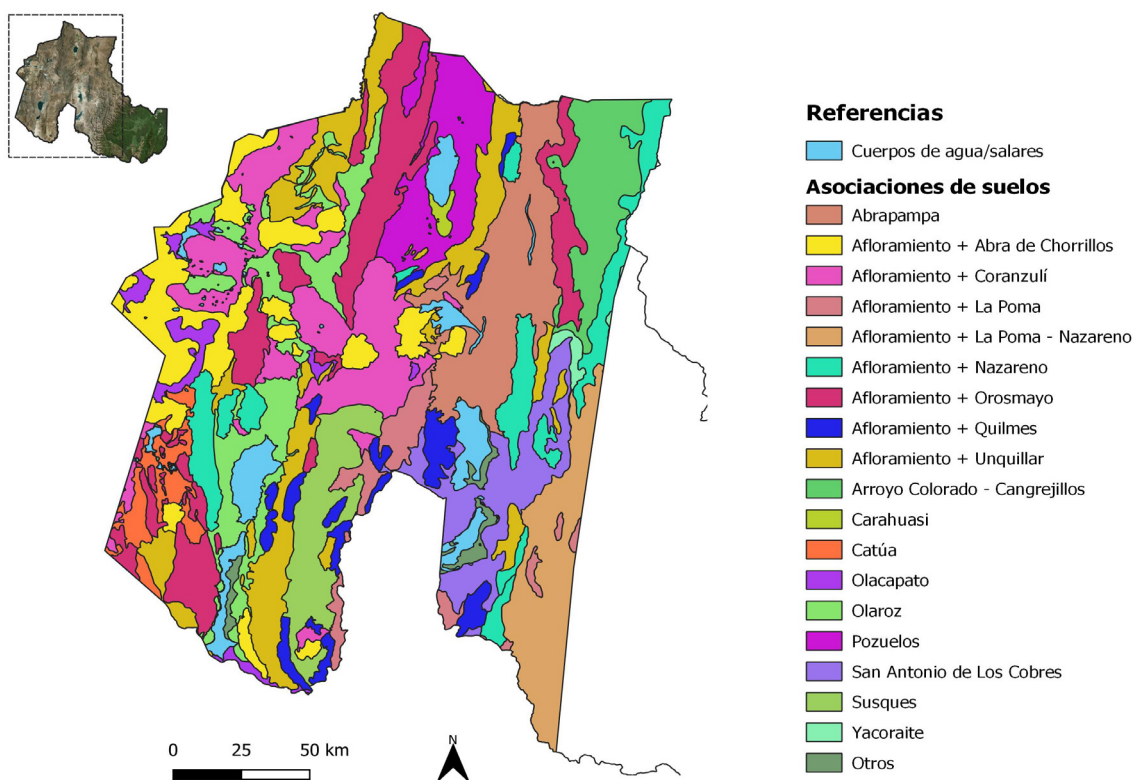 Referencias
Cuerpos de agua/salares
Asociaciones de suelos
Abrapampa
Afloramiento + Abra de Chorrillos
Afloramiento + Coranzulí
Afloramiento + La Poma
Afloramiento + La Poma - Nazareno
Afloramiento + Nazareno
Afloramiento + Orosmayo
Afloramiento + Quilmes
Afloramiento + Unquillar
Arroyo Colorado - Cangrejillos
Carahuasi
Catúa
Olacapato
Olaroz
Pozuelos
San Antonio de Los Cobres
Susques
Yacoraite
Otros
0 25 50 km
N